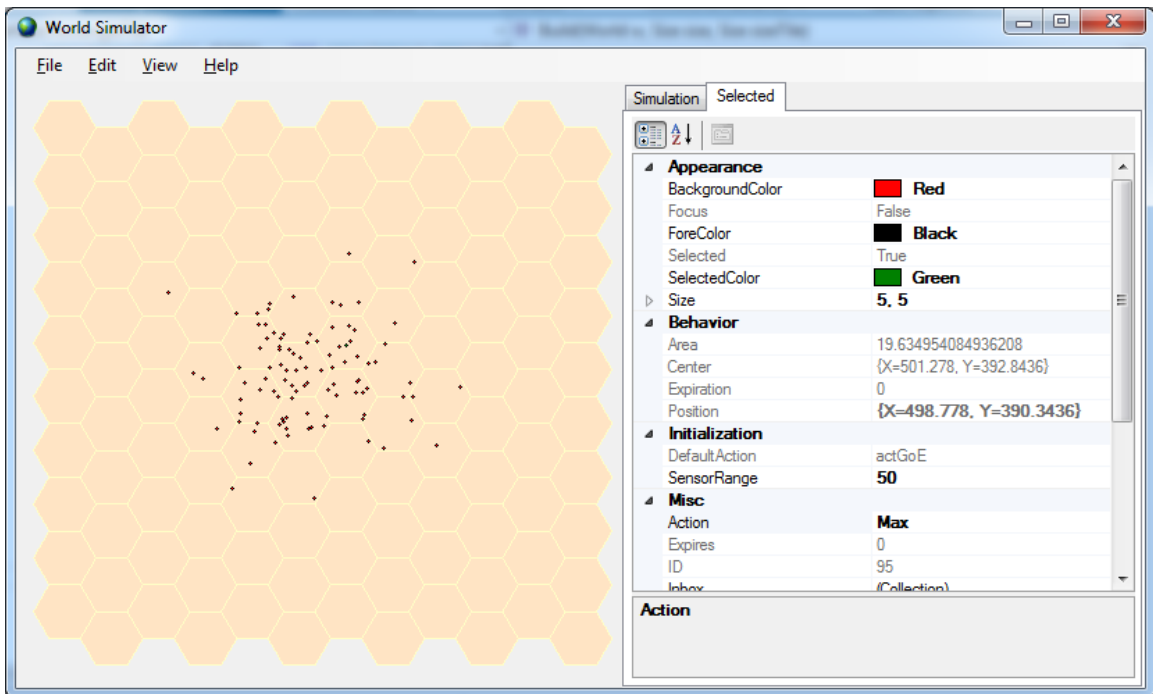 World Simulator
File Edit View Help
Simulation Selected
Appearance
BackgroundColor Red
Focus False
ForeColor Black
Selected True
SelectedColor Green
Size 5, 5
Behavior
Area 19.634954084936208
Center {X=501.278, Y=392.8436}
Expiration 0
Position {X=498.778, Y=390.3436}
Initialization
DefaultAction actGoE
SensorRange 50
Misc
Action Max
Expires 0
ID 95
Inbox (Collection)
Action